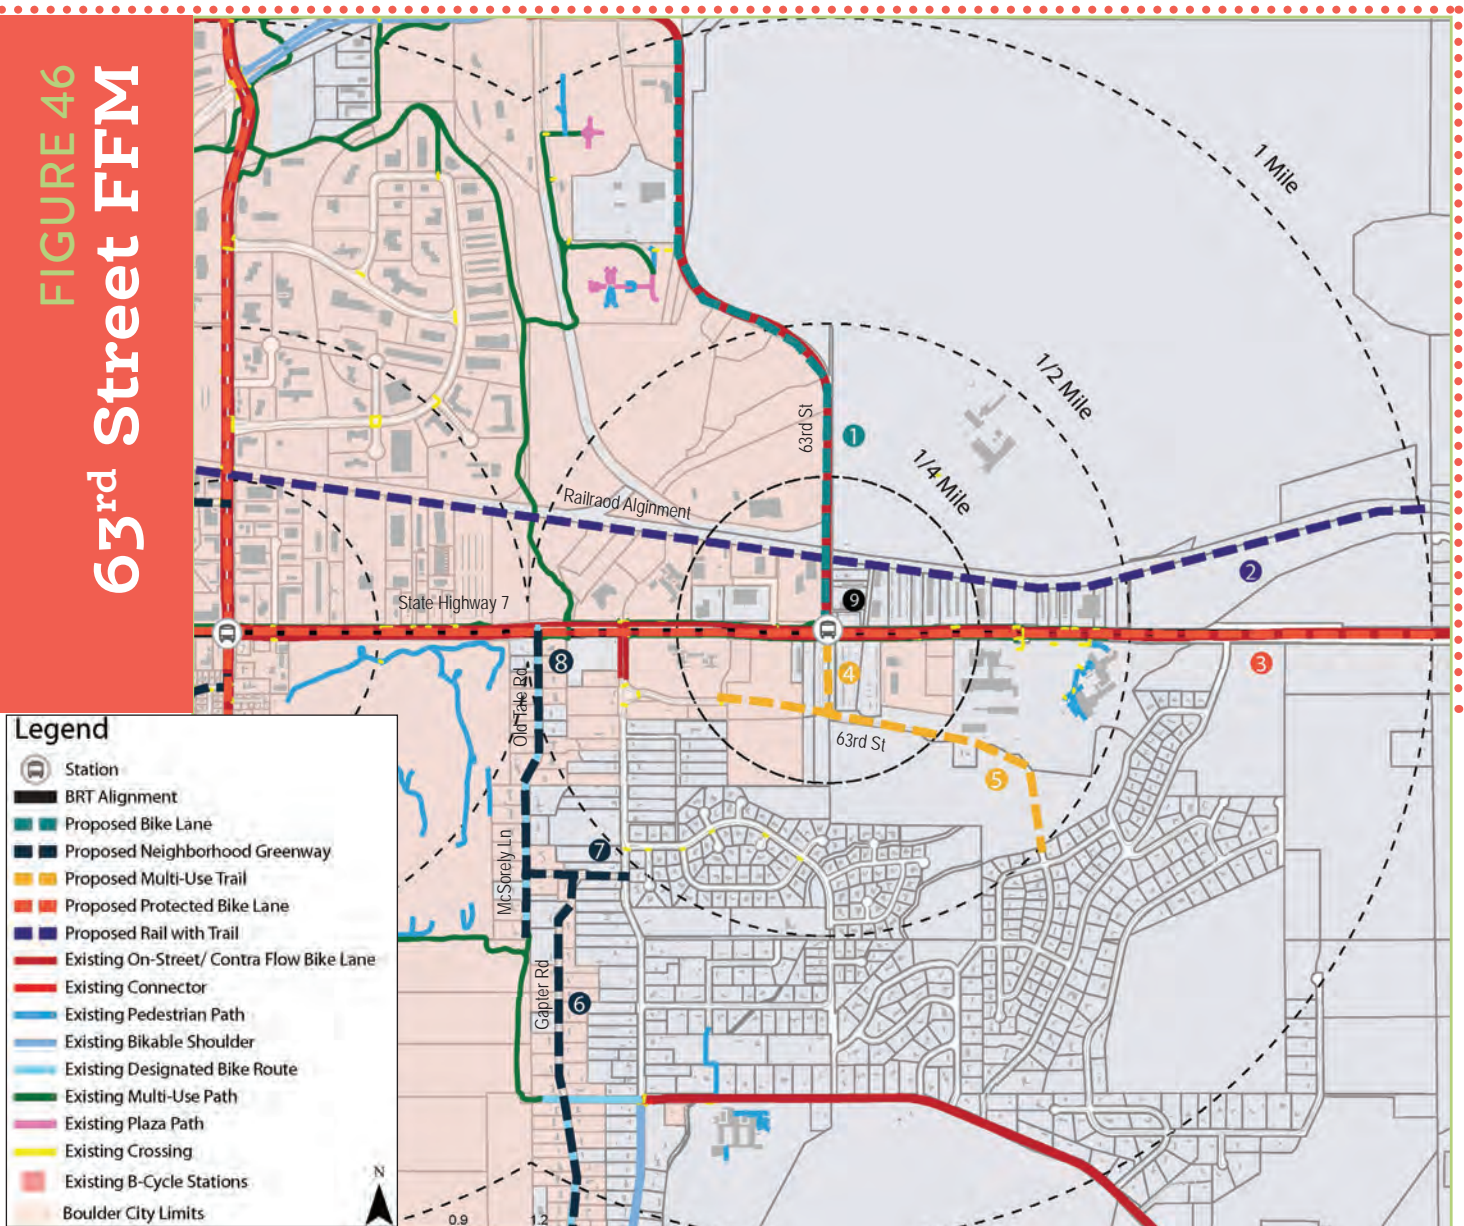 FIGURE 46
63rd Street FFM
1 Mile
1/2 Mile
1/4 Mile
63rd St
1
Railraod Alginment
2
State Highway 7
9
8
3
4
Old Tale Rd
63rd St
5
McSorely Ln
7
Gapter Rd
6
Legend
Station
BRT Alignment
Proposed Bike Lane
Proposed Neighborhood Greenway
Proposed Multi-Use Trail
Proposed Protected Bike Lane
Proposed Rail with Trail
Existing On-Street/ Contra Flow Bike Lane
Existing Connector
Existing Pedestrian Path
Existing Bikable Shoulder
Existing Designated Bike Route
Existing Multi-Use Path
Existing Plaza Path
Existing Crossing
Existing B-Cycle Stations
Boulder City Limits
N
0.9 1.2